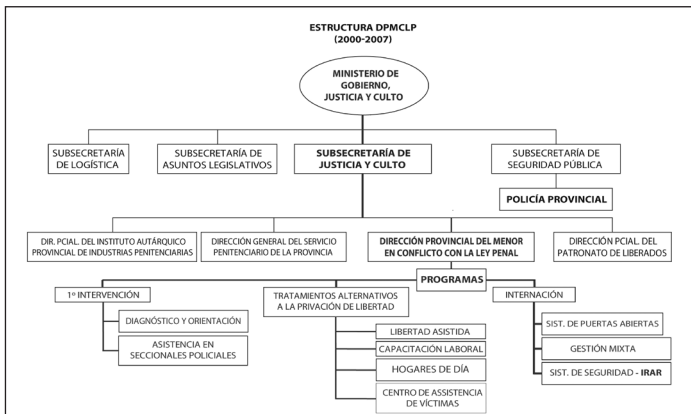 ESTRUCTURA DPMCLP
(2000-2007)
MINISTERIO DE
GOBIERNO,
JUSTICIA Y CULTO
SUBSECRETARÍA
DE LOGÍSTICA
SUBSECRETARÍA DE
ASUNTOS LEGISLATIVOS
SUBSECRETARÍA DE
JUSTICIA Y CULTO
SUBSECRETARÍA DE
SEGURIDAD PÚBLICA
POLICÍA PROVINCIAL
DIR. PCIAL. DEL INSTITUTO AUTÁRQUICO
PROVINCIAL DE INDUSTRIAS PENITENCIARIAS
DIRECCIÓN GENERAL DEL SERVICIO
PENITENCIARIO DE LA PROVINCIA
DIRECCIÓN PROVINCIAL DEL MENOR
EN CONFLICTO CON LA LEY PENAL
DIRECCIÓN PCIAL. DEL
PATRONATO DE LIBERADOS
PROGRAMAS
1º INTERVENCIÓN
DIAGNÓSTICO Y ORIENTACIÓN
ASISTENCIA EN
SECCIONALES POLICIALES
TRATAMIENTOS ALTERNATIVOS
A LA PRIVACIÓN DE LIBERTAD
LIBERTAD ASISTIDA
CAPACITACIÓN LABORAL
HOGARES DE DÍA
CENTRO DE ASSISTENCIA
DE VÍCTIMAS
INTERNACIÓN
SIST. DE PUERTAS ABIERTAS
GESTIÓN MIXTA
SIST. DE SEGURIDAD - IRAR